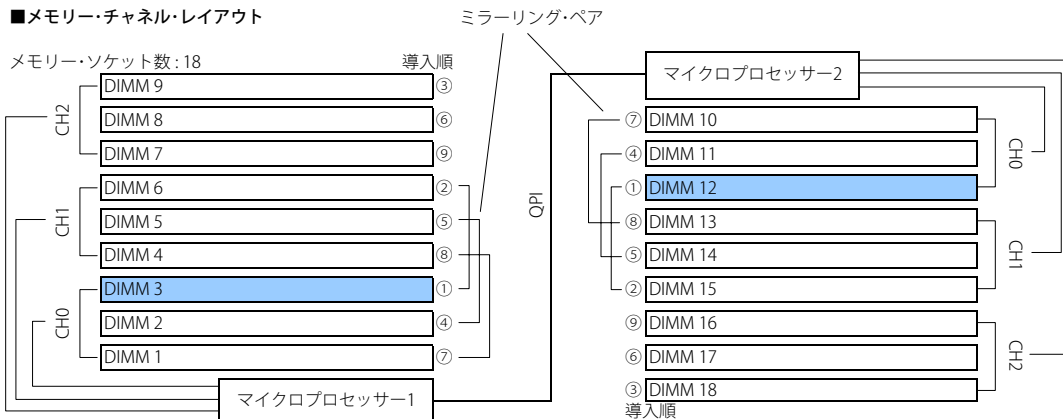 ■メモリー・チャネル・レイアウト
ミラーリング・ペア
メモリー・ソケット数 : 18
導入順
DIMM 9 ③
DIMM 8 ⑥
DIMM 7 ⑨
CH2
DIMM 6 ②
DIMM 5 ⑤
DIMM 4 ⑧
CH1
DIMM 3 ①
DIMM 2 ④
DIMM 1 ⑦
CH0
マイクロプロセッサー1
QPI
マイクロプロセッサー2
⑦ DIMM 10
④ DIMM 11
① DIMM 12
CH0
⑧ DIMM 13
⑤ DIMM 14
② DIMM 15
CH1
⑨ DIMM 16
⑥ DIMM 17
③ DIMM 18
CH2
導入順